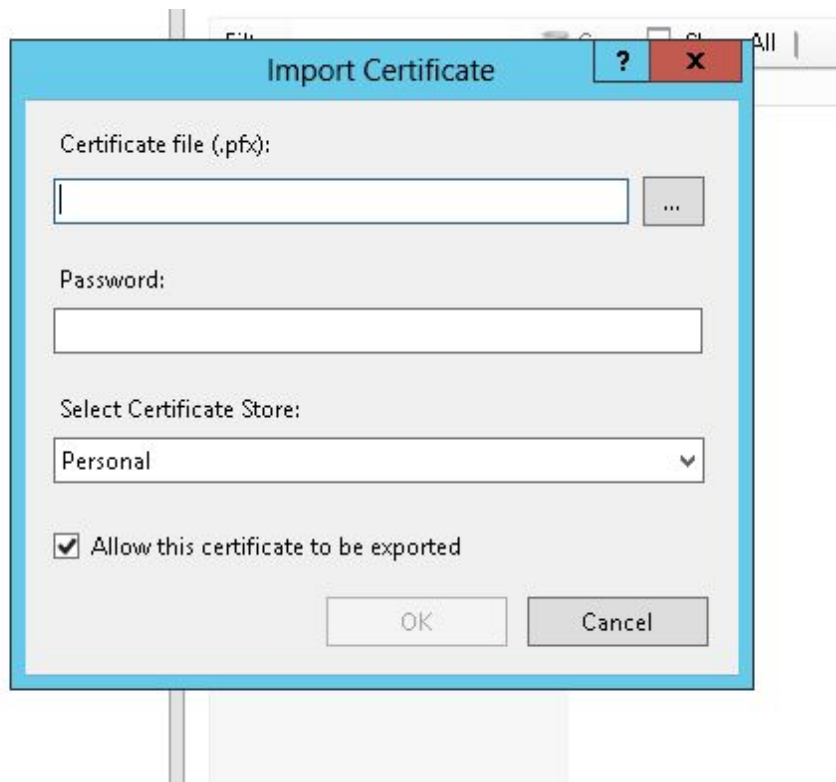 All
Import Certificate
?
x
Certificate file (.pfx):
...
Password:
Select Certificate Store:
Personal
Allow this certificate to be exported
OK
Cancel